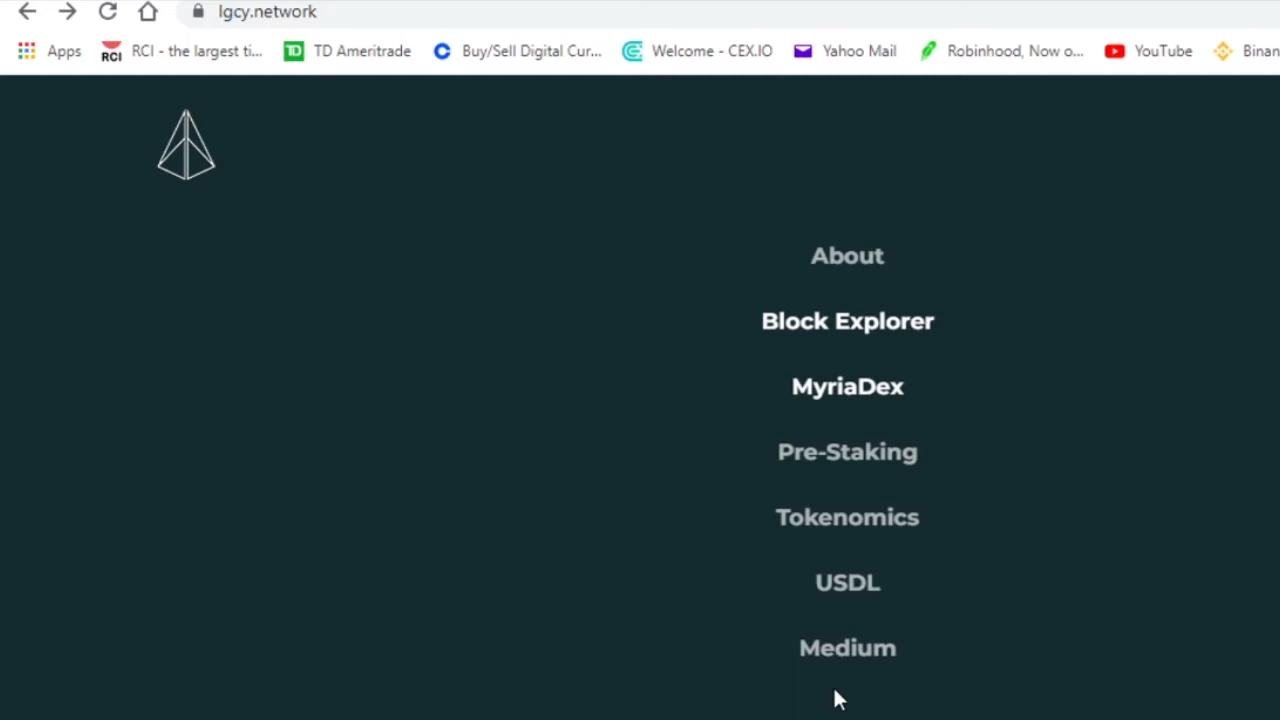 lgcy.network
Apps RCI - the largest ti... TD Ameritrade Buy/Sell Digital Cur... Welcome - CEX.IO Yahoo Mail Robinhood, Now o... YouTube Binan
About
Block Explorer
MyriaDex
Pre-Staking
Tokenomics
USDL
Medium